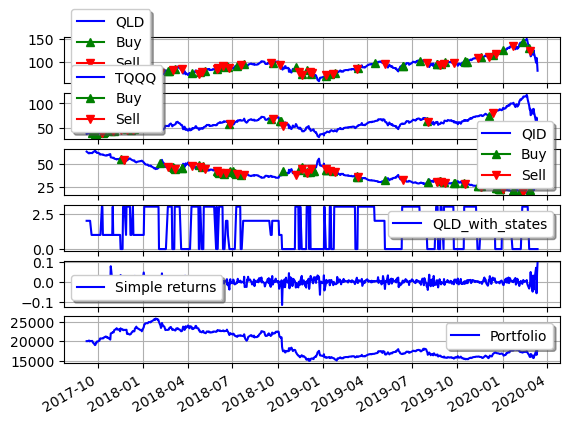 QLD
Buy
Sell
150
100
TQQQ
Buy
Sell
100
50
QID
Buy
Sell
50
25
QLD_with_states
2.5
0.0
Simple returns
0.1
0.0
−0.1
Portfolio
25000
20000
15000
2017-10
2018-01
2018-04
2018-07
2018-10
2019-01
2019-04
2019-07
2019-10
2020-01
2020-04